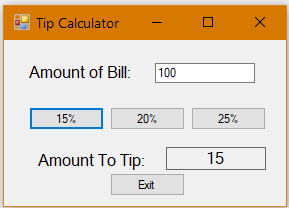 Tip Calculator
Amount of Bill: 100
15% 20% 25%
Amount To Tip: 15
Exit